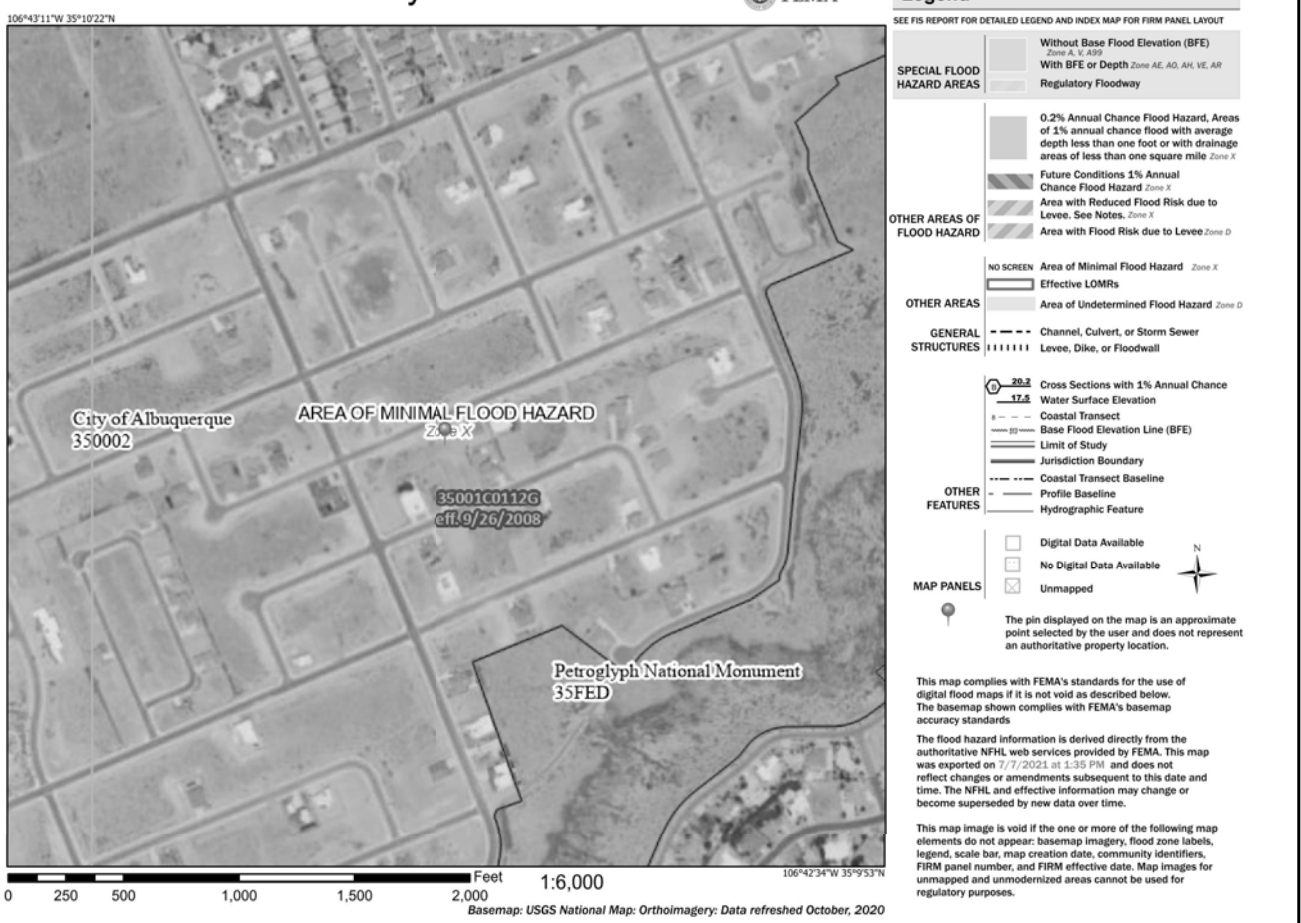 FEMA
Legend
106°43'11"W 35°10'22"N
SEE FIS REPORT FOR DETAILED LEGEND AND INDEX MAP FOR FIRM PANEL LAYOUT
SPECIAL FLOOD
HAZARD AREAS
Without Base Flood Elevation (BFE)
Zone A, V, A99
With BFE or Depth Zone AE, AO, AH, VE, AR
Regulatory Floodway
OTHER AREAS OF
FLOOD HAZARD
0.2% Annual Chance Flood Hazard, Areas
of 1% annual chance flood with average
depth less than one foot or with drainage
areas of less than one square mile Zone X
Future Conditions 1% Annual
Chance Flood Hazard Zone X
Area with Reduced Flood Risk due to
Levee. See Notes. Zone X
Area with Flood Risk due to Levee Zone D
OTHER AREAS
NO SCREEN Area of Minimal Flood Hazard Zone X
Effective LOMRs
Area of Undetermined Flood Hazard Zone D
GENERAL
STRUCTURES
Channel, Culvert, or Storm Sewer
Levee, Dike, or Floodwall
OTHER
FEATURES
B 20.2 Cross Sections with 1% Annual Chance
17.5 Water Surface Elevation
8 Coastal Transect
513 Base Flood Elevation Line (BFE)
Limit of Study
Jurisdiction Boundary
Coastal Transect Baseline
Profile Baseline
Hydrographic Feature
MAP PANELS
Digital Data Available
No Digital Data Available
Unmapped
N
The pin displayed on the map is an approximate
point selected by the user and does not represent
an authoritative property location.
This map complies with FEMA's standards for the use of
digital flood maps if it is not void as described below.
The basemap shown complies with FEMA's basemap
accuracy standards
The flood hazard information is derived directly from the
authoritative NFHL web services provided by FEMA. This map
was exported on 7/7/2021 at 1:35 PM and does not
reflect changes or amendments subsequent to this date and
time. The NFHL and effective information may change or
become superseded by new data over time.
This map image is void if the one or more of the following map
elements do not appear: basemap imagery, flood zone labels,
legend, scale bar, map creation date, community identifiers,
FIRM panel number, and FIRM effective date. Map images for
unmapped and unmodernized areas cannot be used for
regulatory purposes.
City of Albuquerque
350002
AREA OF MINIMAL FLOOD HAZARD
Zone X
35001C0112G
eff. 9/26/2008
Petroglyph National Monument
35FED
106°42'34"W 35°9'53"N
0 250 500 1,000 1,500 2,000 Feet
1:6,000
Basemap: USGS National Map: Orthoimagery: Data refreshed October, 2020